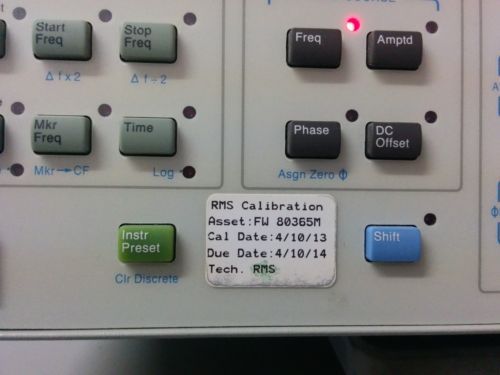 Start
Freq
Stop
Freq
Freq
Amptd
Δ f x 2
Δ f ÷ 2
Mkr
Freq
Time
Phase
DC
Offset
Mkr → CF
Log
Asgn Zero Φ
RMS Calibration
Asset:FW 80365M
Cal Date:4/10/13
Due Date:4/10/14
Tech. RMS
Instr
Preset
Shift
Clr Discrete